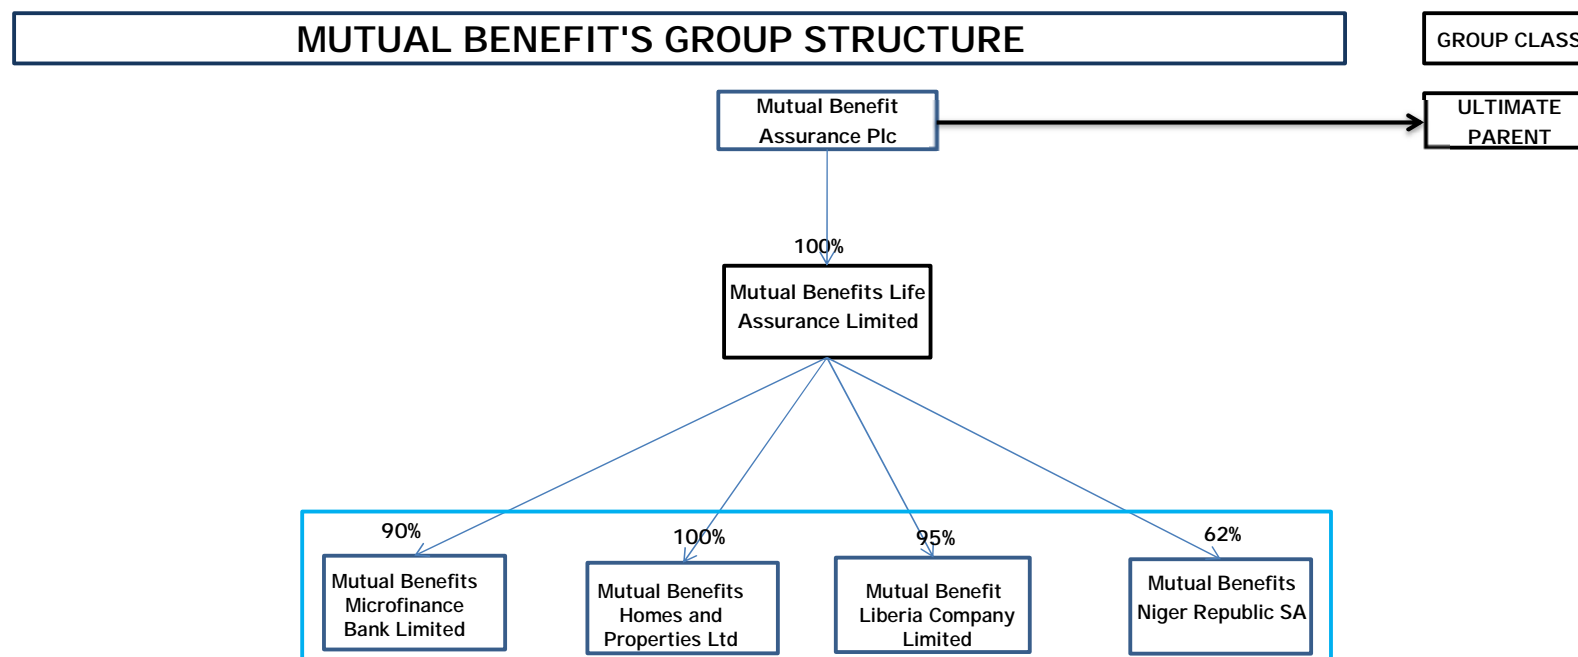 MUTUAL BENEFIT'S GROUP STRUCTURE
GROUP CLASS
Mutual Benefit
Assurance Plc
ULTIMATE
PARENT
100%
Mutual Benefits Life
Assurance Limited
90%
100%
95%
62%
Mutual Benefits
Microfinance
Bank Limited
Mutual Benefits
Homes and
Properties Ltd
Mutual Benefit
Liberia Company
Limited
Mutual Benefits
Niger Republic SA